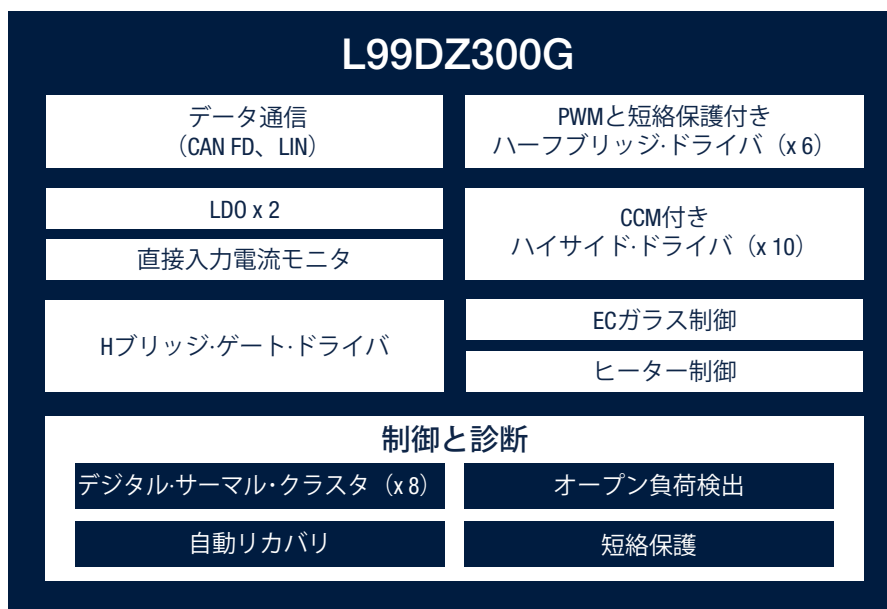 L99DZ300G
データ通信
（CAN FD、LIN）
PWMと短絡保護付き
ハーフブリッジ·ドライバ（x 6）
LDO x 2
直接入力電流モニタ
CCM付き
ハイサイド·ドライバ（x 10）
Hブリッジ·ゲート·ドライバ
ECガラス制御
ヒーター制御
制御と診断
デジタル·サーマル・クラスタ（x 8）
オープン負荷検出
自動リカバリ
短絡保護